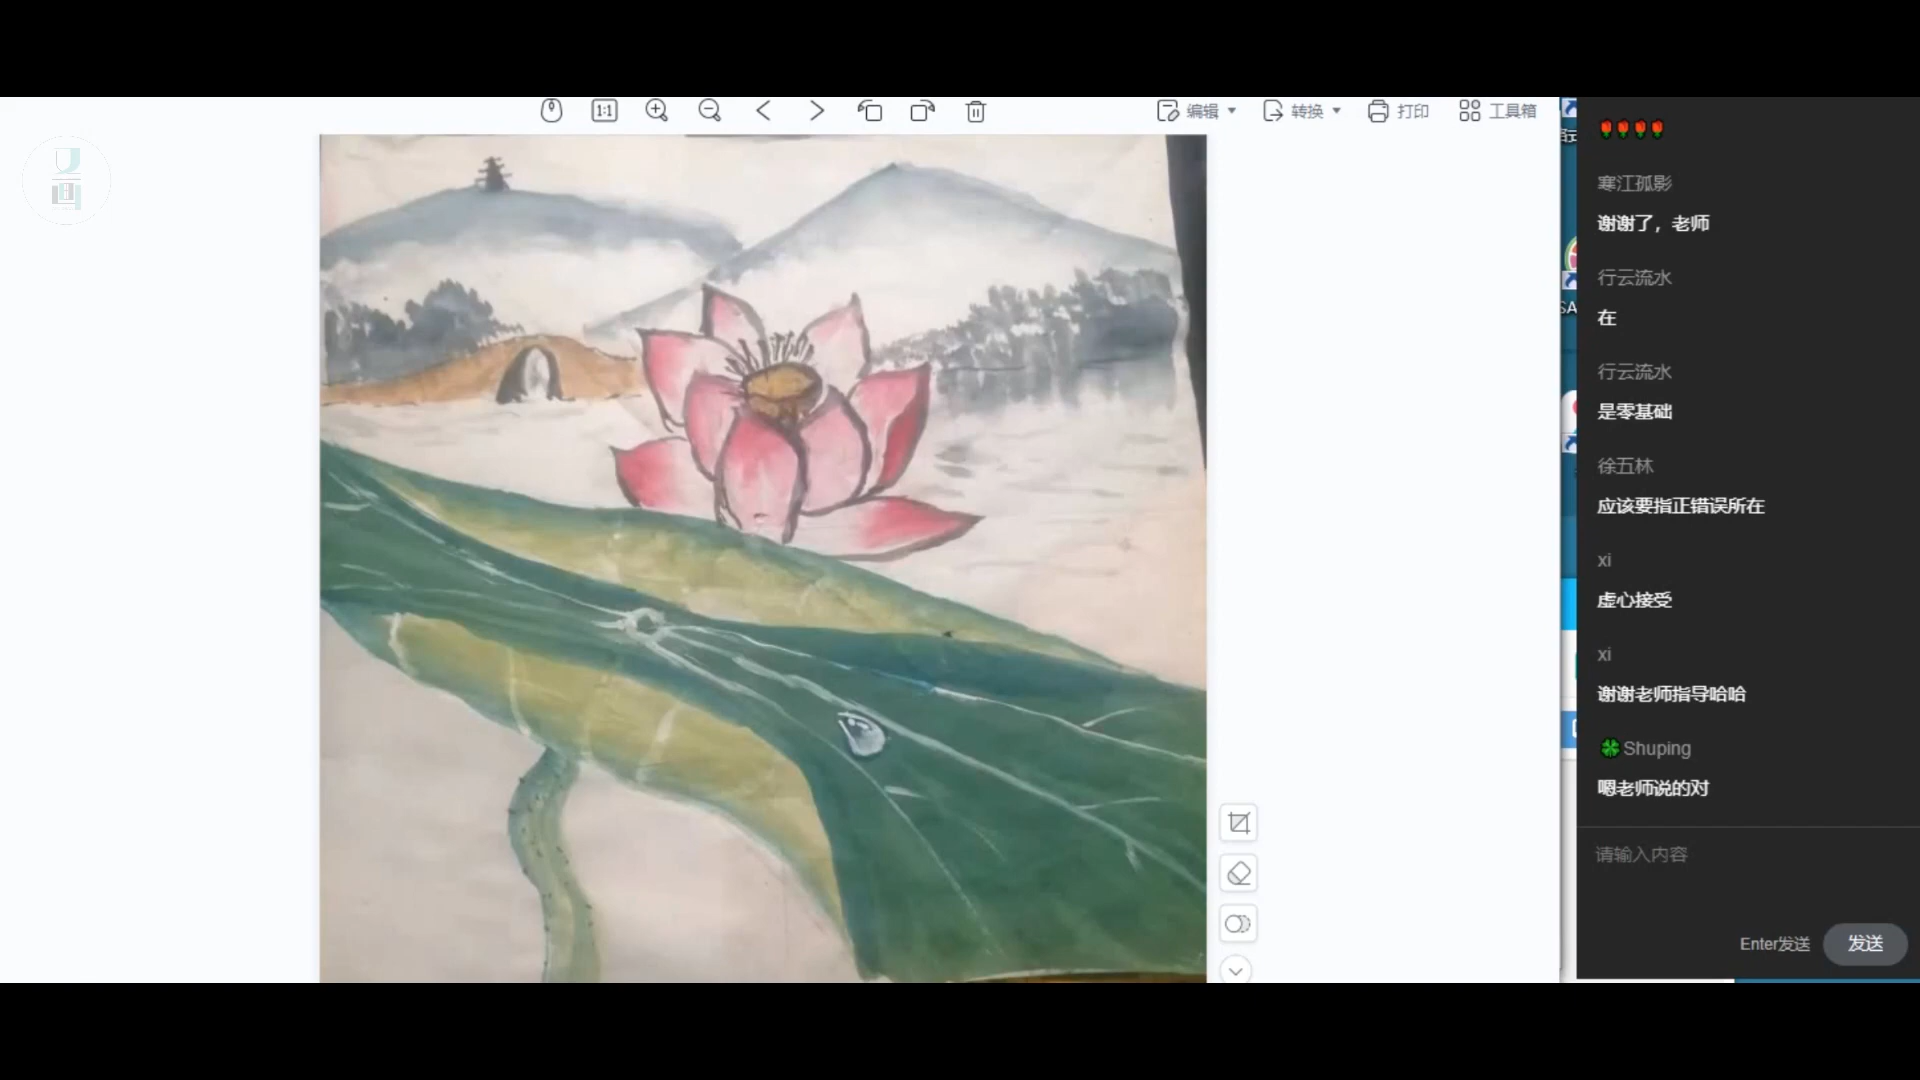 1:1
编辑
转换
打印
工具箱
寒江孤影
谢谢了，老师
行云流水
在
行云流水
是零基础
徐五林
应该要指正错误所在
xi
虚心接受
xi
谢谢老师指导哈哈
🍀Shuping
嗯老师说的对
请输入内容
Enter发送
发送